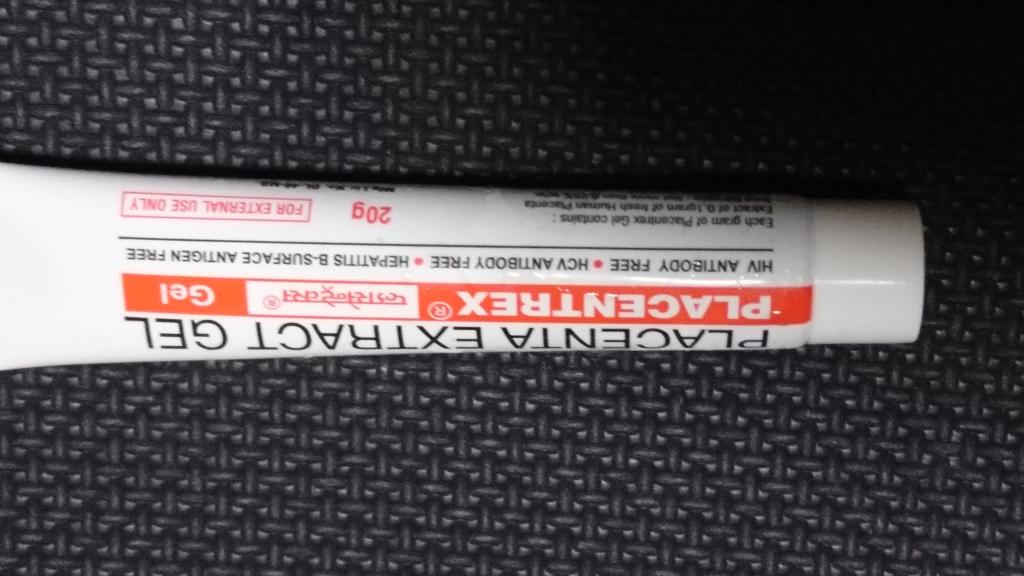 PLACENTA EXTRACT GEL
PLACENTREX® प्लासेन्ट्रेक्स® Gel
HIV ANTIBODY FREE • HCV ANTIBODY FREE • HEPATITIS B-SURFACE ANTIGEN FREE
Each gram of Placentrex Gel contains :
Extract of 0.1gram of fresh Human Placenta
20g
FOR EXTERNAL USE ONLY